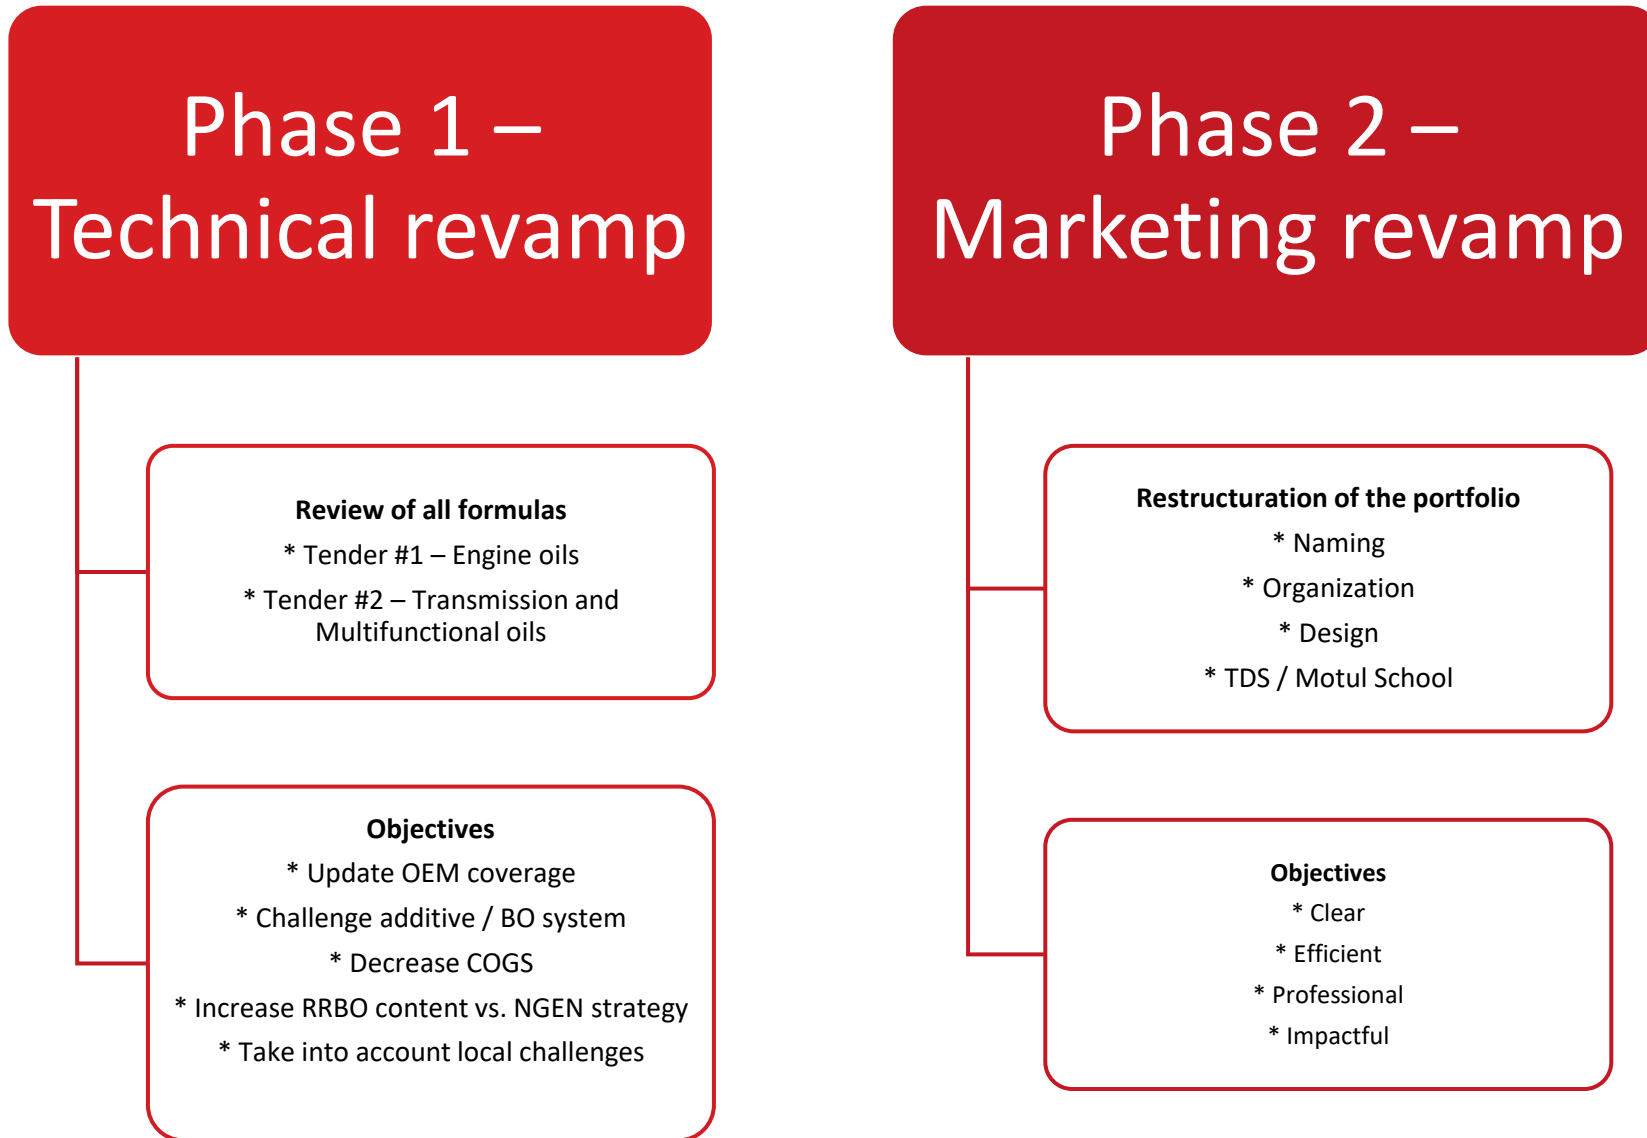 Phase 1 –
Technical revamp
Review of all formulas
* Tender #1 – Engine oils
* Tender #2 – Transmission and
Multifunctional oils
Objectives
* Update OEM coverage
* Challenge additive / BO system
* Decrease COGS
* Increase RRBO content vs. NGEN strategy
* Take into account local challenges
Phase 2 –
Marketing revamp
Restructuration of the portfolio
* Naming
* Organization
* Design
* TDS / Motul School
Objectives
* Clear
* Efficient
* Professional
* Impactful